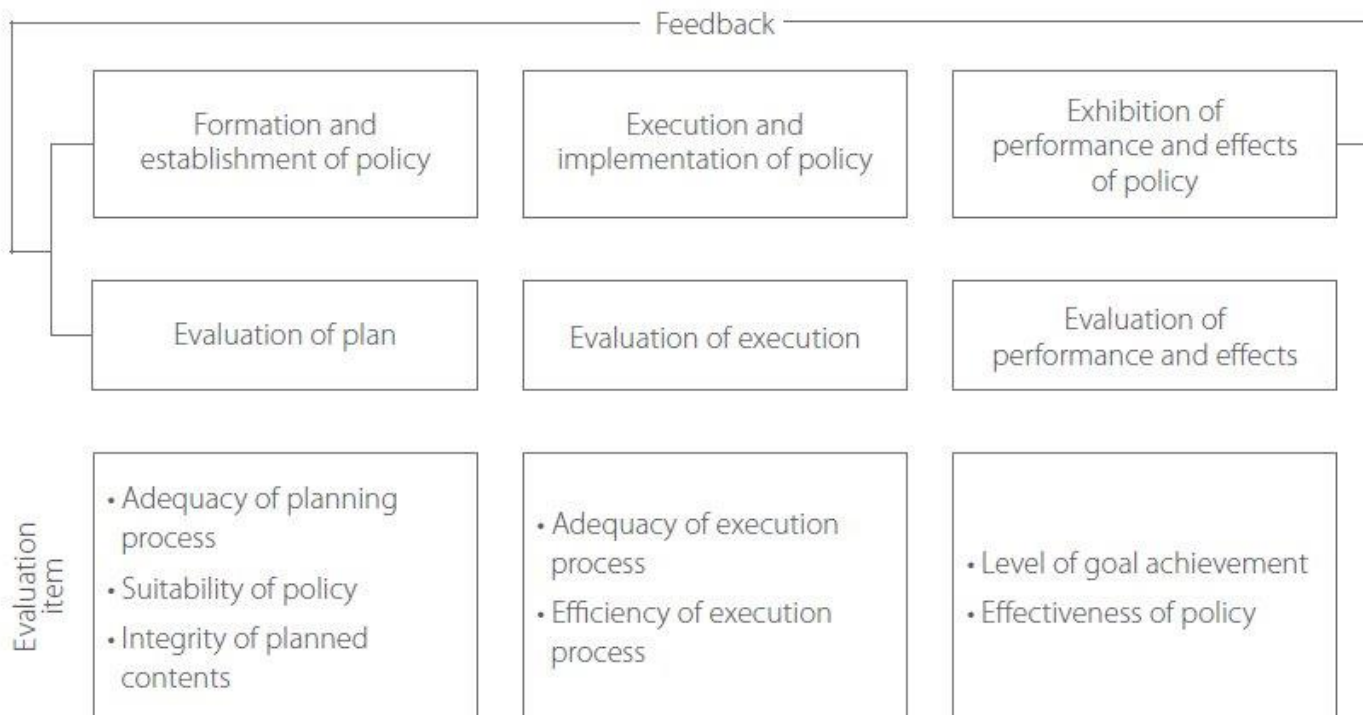 Feedback
Formation and
establishment of policy
Execution and
implementation of policy
Exhibition of
performance and effects
of policy
Evaluation of plan
Evaluation of execution
Evaluation of
performance and effects
Evaluation
item
• Adequacy of planning
process
• Suitability of policy
• Integrity of planned
contents
• Adequacy of execution
process
• Efficiency of execution
process
• Level of goal achievement
• Effectiveness of policy